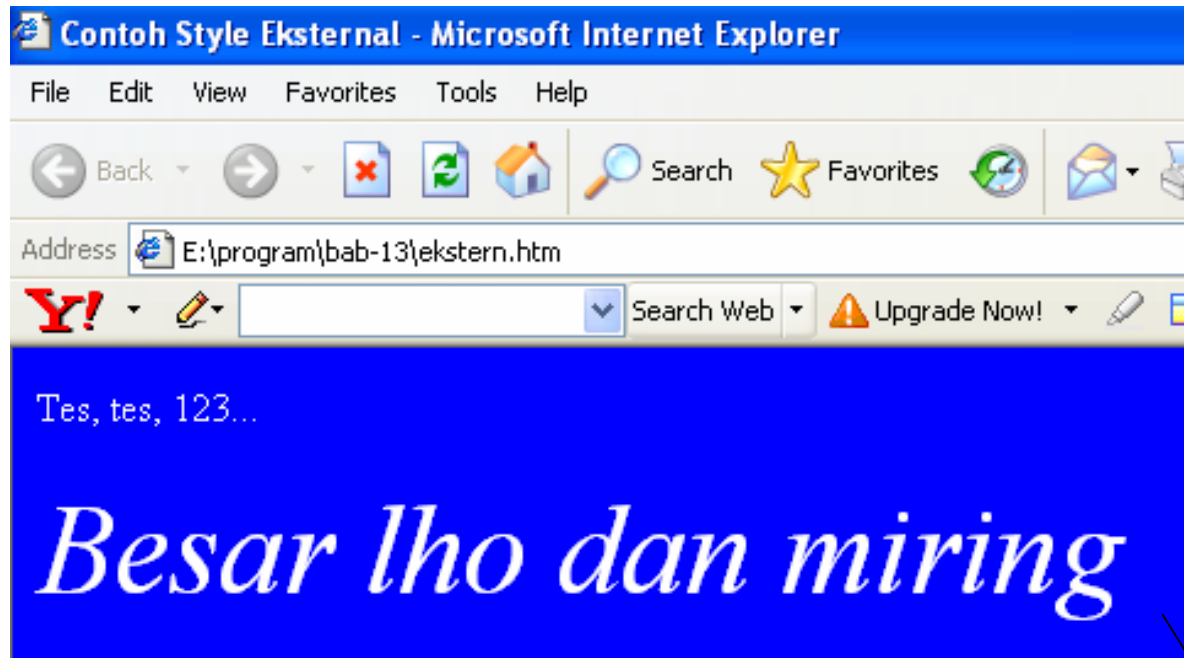 Contoh Style Eksternal - Microsoft Internet Explorer
File Edit View Favorites Tools Help
Back Search Favorites
Address E:\program\bab-13\ekstern.htm
Y! Search Web Upgrade Now!
Tes, tes, 123...
Besar lho dan miring